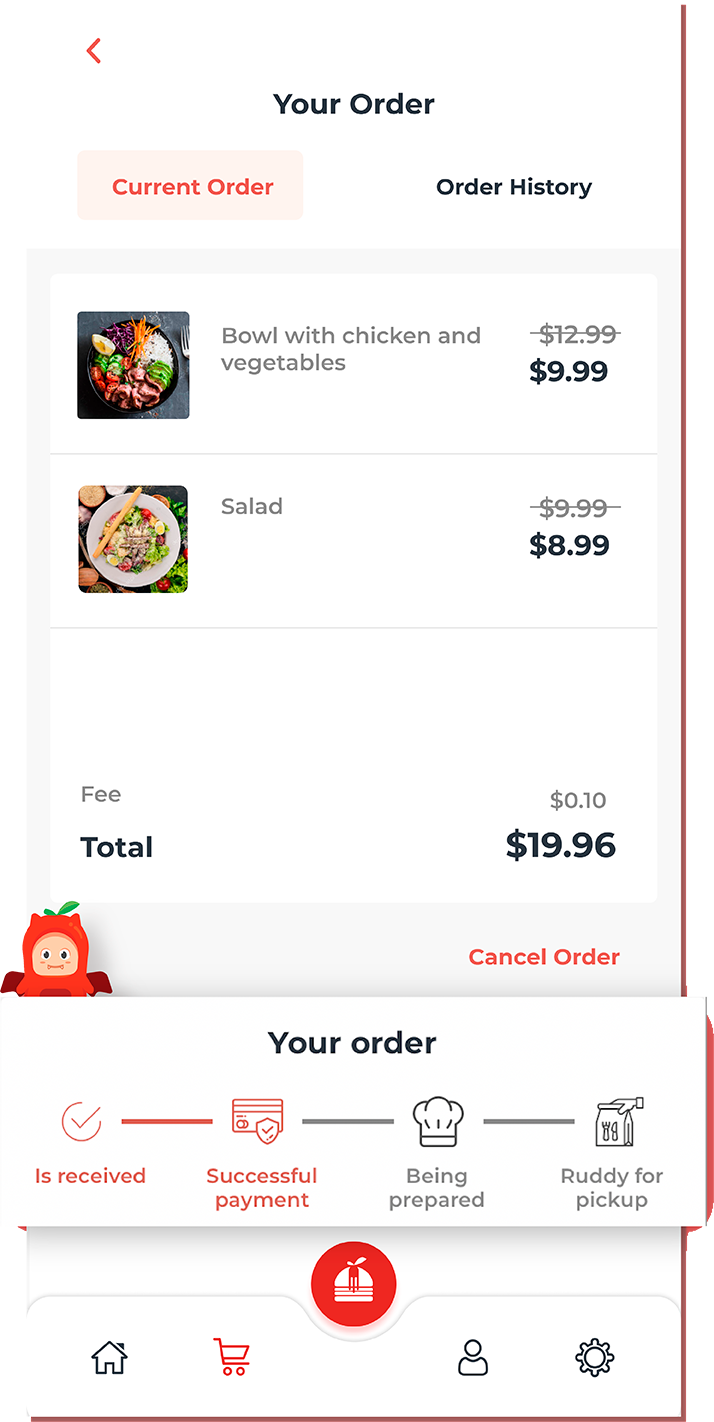 Your Order
Current Order
Order History
Bowl with chicken and
vegetables
$12.99
$9.99
Salad
$9.99
$8.99
Fee
$0.10
Total
$19.96
Cancel Order
Your order
Is received
Successful
payment
Being
prepared
Ruddy for
pickup